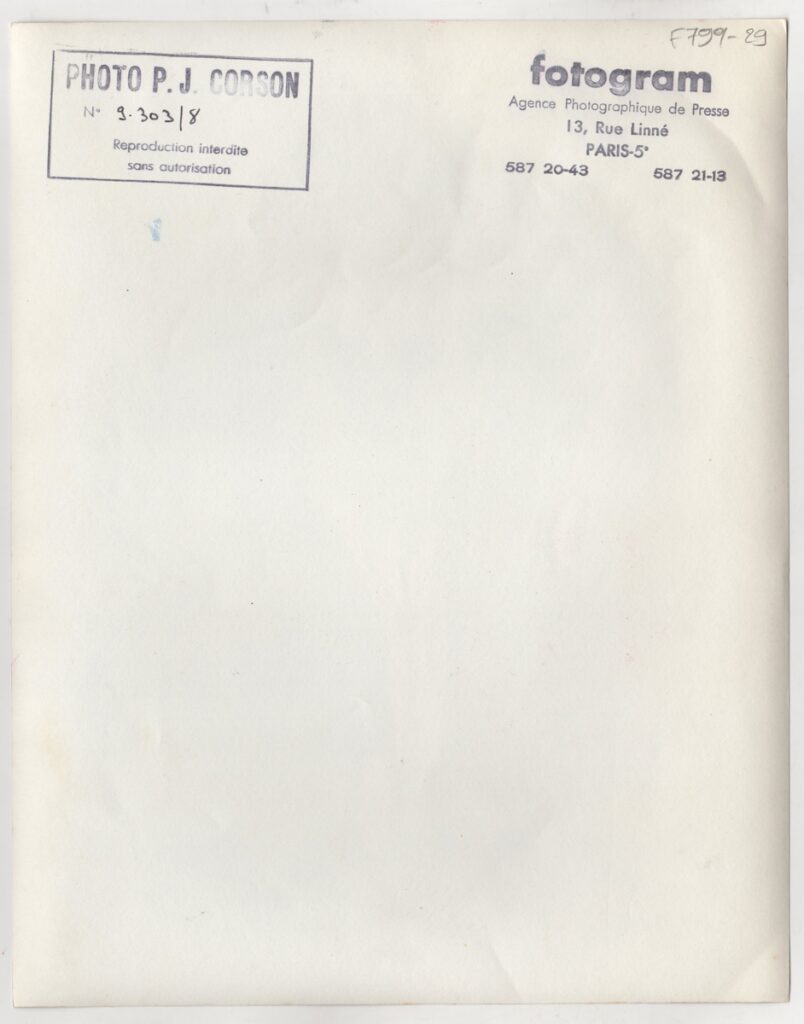 F799-29
PHOTO P. J. CORSON
N° 9.303/8
Reproduction interdite
sans autorisation
fotogram
Agence Photographique de Presse
13, Rue Linné
PARIS-5e
587 20-43 587 21-13